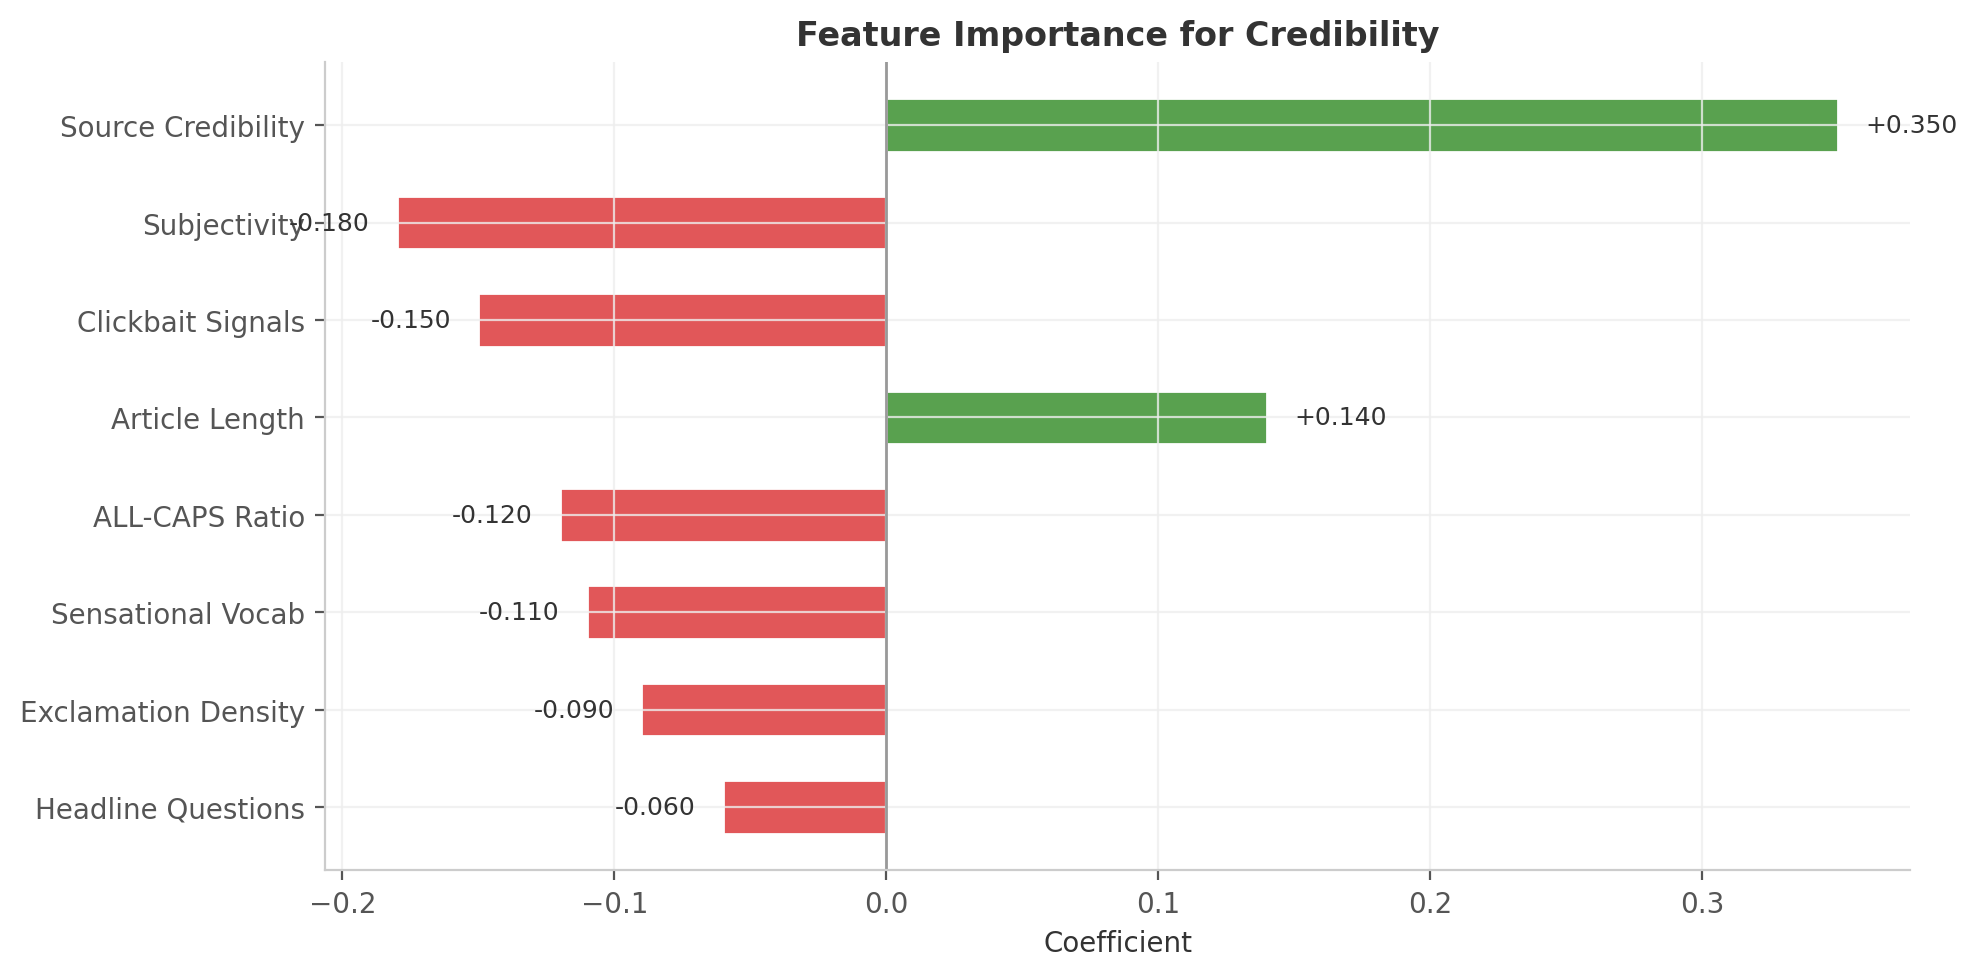 Feature Importance for Credibility
Source Credibility
+0.350
Subjectivity
-0.180
Clickbait Signals
-0.150
Article Length
+0.140
ALL-CAPS Ratio
-0.120
Sensational Vocab
-0.110
Exclamation Density
-0.090
Headline Questions
-0.060
−0.2
−0.1
0.0
0.1
0.2
0.3
Coefficient